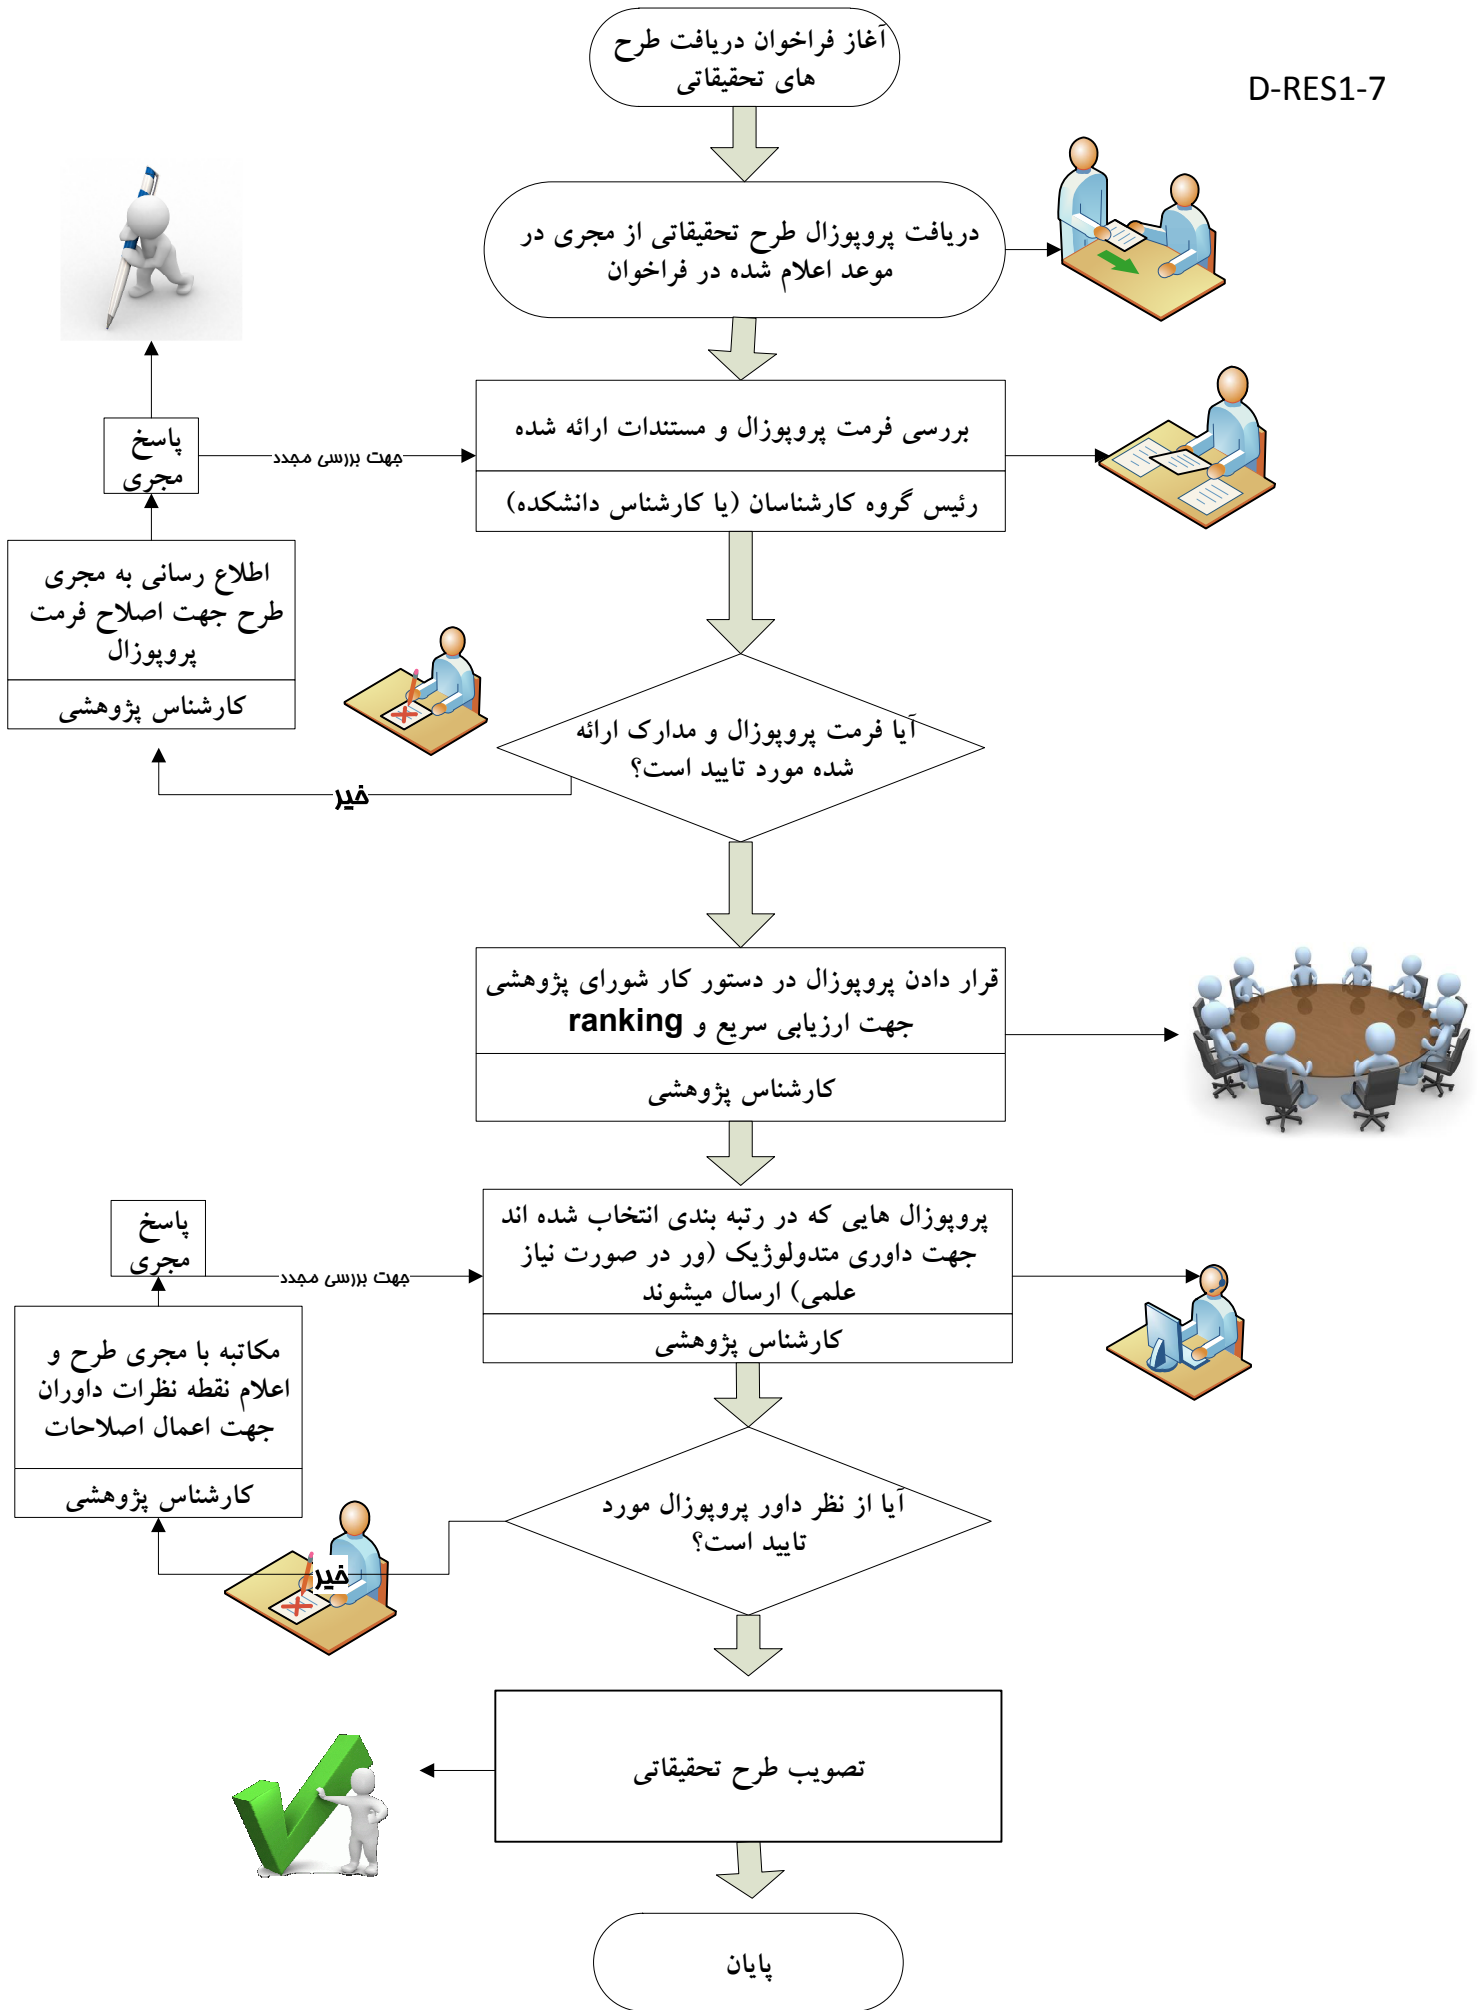 آغاز فراخوان دریافت طرح
های تحقیقاتی
D-RES1-7
دریافت پروپوزال طرح تحقیقاتی از مجری در
موعد اعلام شده در فراخوان
بررسی فرمت پروپوزال و مستندات ارائه شده
رئیس گروه کارشناسان (یا کارشناس دانشکده)
جهت بررسی مجدد
پاسخ
مجری
اطلاع رسانی به مجری
طرح جهت اصلاح فرمت
پروپوزال
کارشناس پژوهشی
آیا فرمت پروپوزال و مدارک ارائه
شده مورد تایید است؟
خیر
قرار دادن پروپوزال در دستور کار شورای پژوهشی
جهت ارزیابی سریع و ranking
کارشناس پژوهشی
پروپوزال هایی که در رتبه بندی انتخاب شده اند
جهت داوری متدولوژیک (ور در صورت نیاز
علمی) ارسال میشوند
کارشناس پژوهشی
جهت بررسی مجدد
پاسخ
مجری
مکاتبه با مجری طرح و
اعلام نقطه نظرات داوران
جهت اعمال اصلاحات
کارشناس پژوهشی
آیا از نظر داور پروپوزال مورد
تایید است؟
خیر
تصویب طرح تحقیقاتی
پایان